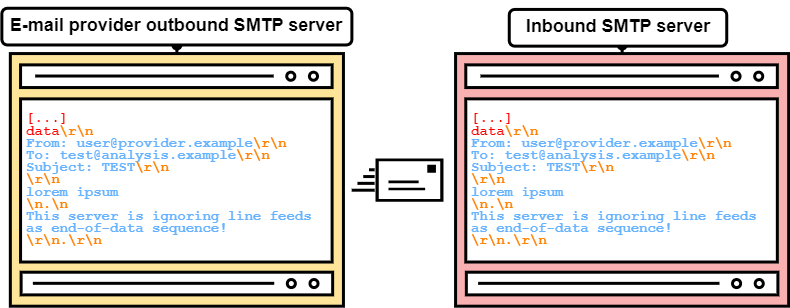 E-mail provider outbound SMTP server
[...]
data\r\n
From: user@provider.example\r\n
To: test@analysis.example\r\n
Subject: TEST\r\n
\r\n
lorem ipsum
\n.\n
This server is ignoring line feeds
as end-of-data sequence!
\r\n.\r\n
Inbound SMTP server
[...]
data\r\n
From: user@provider.example\r\n
To: test@analysis.example\r\n
Subject: TEST\r\n
\r\n
lorem ipsum
\n.\n
This server is ignoring line feeds
as end-of-data sequence!
\r\n.\r\n